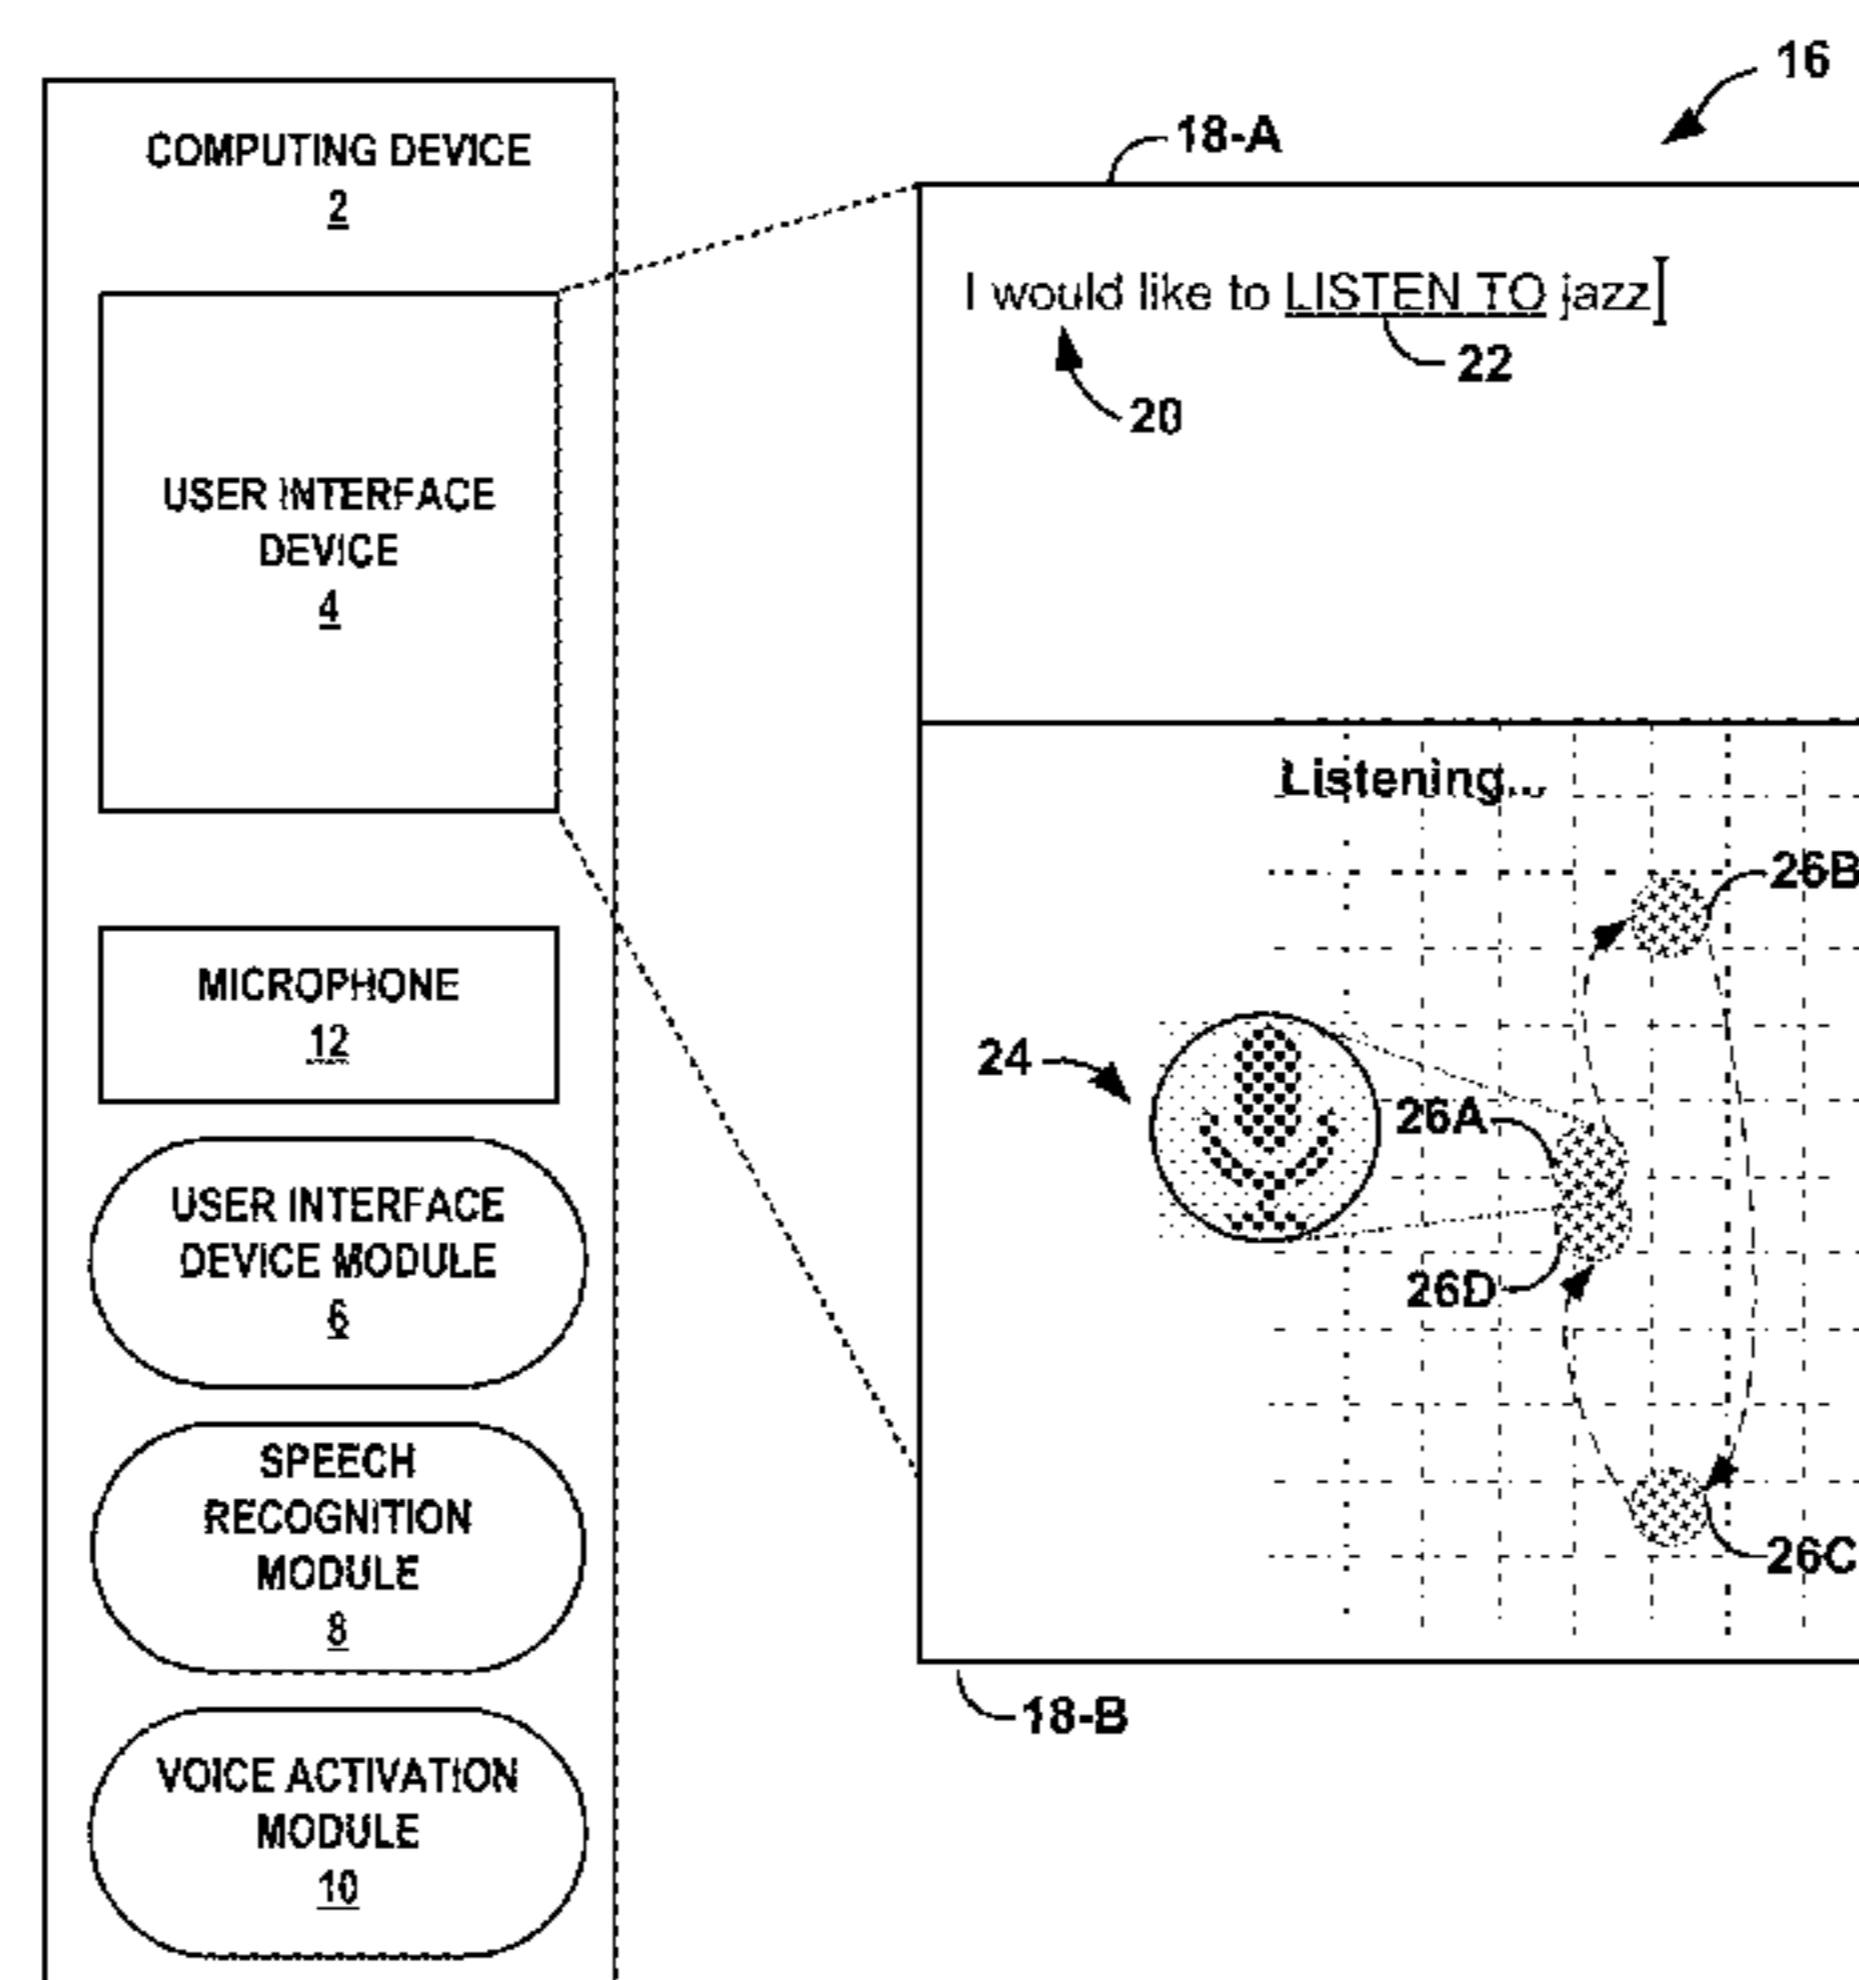 COMPUTING DEVICE
2
USER INTERFACE
DEVICE
4
MICROPHONE
12
USER INTERFACE
DEVICE MODULE
6
SPEECH
RECOGNITION
MODULE
8
VOICE ACTIVATION
MODULE
10
16
18-A
I would like to LISTEN TO jazz
22
20
Listening...
26B
24
26A
26D
26C
18-B